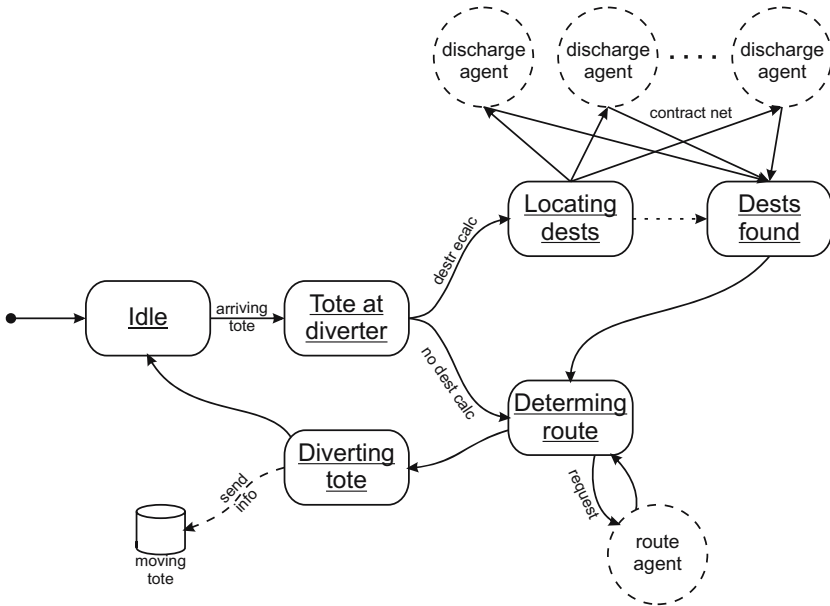 discharge
agent
discharge
agent
discharge
agent
contract net
Locating
dests
Dests
found
destr ecalc
Idle
arriving
tote
Tote at
diverter
no dest calc
Determing
route
Diverting
tote
send
info
request
moving
tote
route
agent